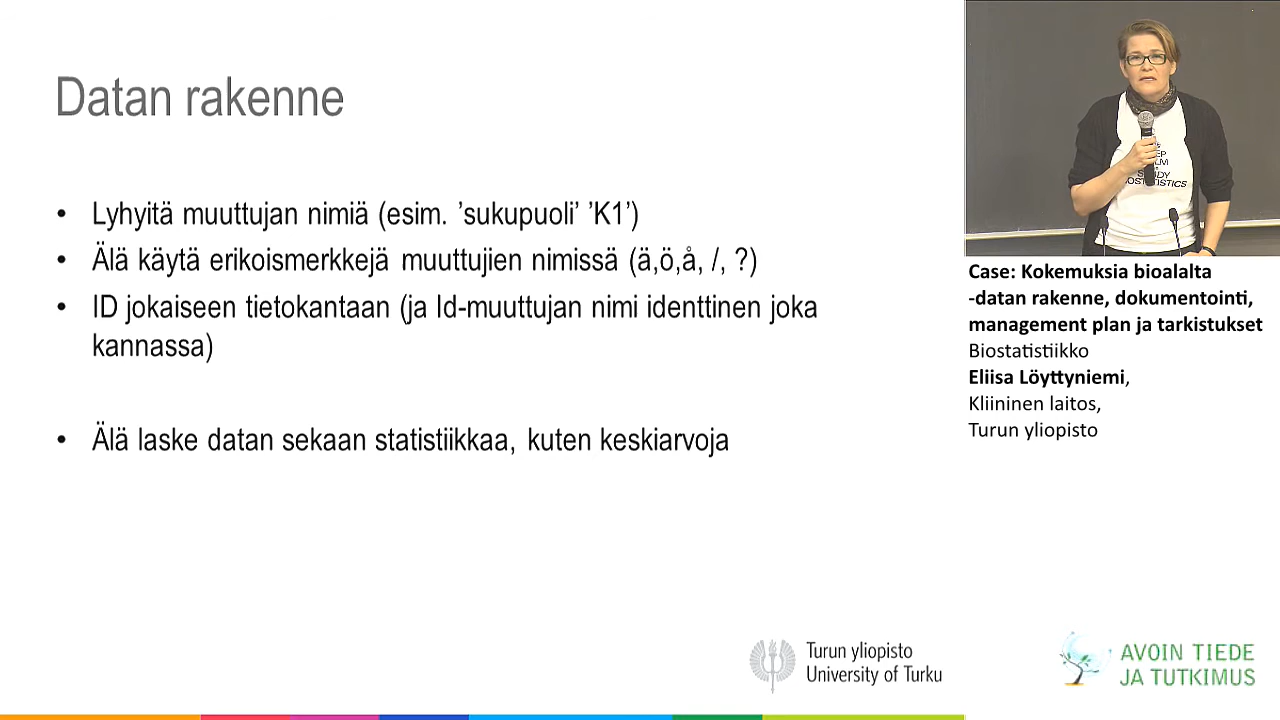 Datan rakenne
• Lyhyitä muuttujan nimiä (esim. ’sukupuoli’ ’K1’)
• Älä käytä erikoismerkkejä muuttujien nimissä (ä,ö,å, /, ?)
• ID jokaiseen tietokantaan (ja Id-muuttujan nimi identtinen joka
kannassa)
• Älä laske datan sekaan statistiikkaa, kuten keskiarvoja
Case: Kokemuksia bioalalta
-datan rakenne, dokumentointi,
management plan ja tarkistukset
Biostatistiikko
Eliisa Löyttyniemi,
Kliininen laitos,
Turun yliopisto
Turun yliopisto
University of Turku
AVOIN TIEDE
JA TUTKIMUS